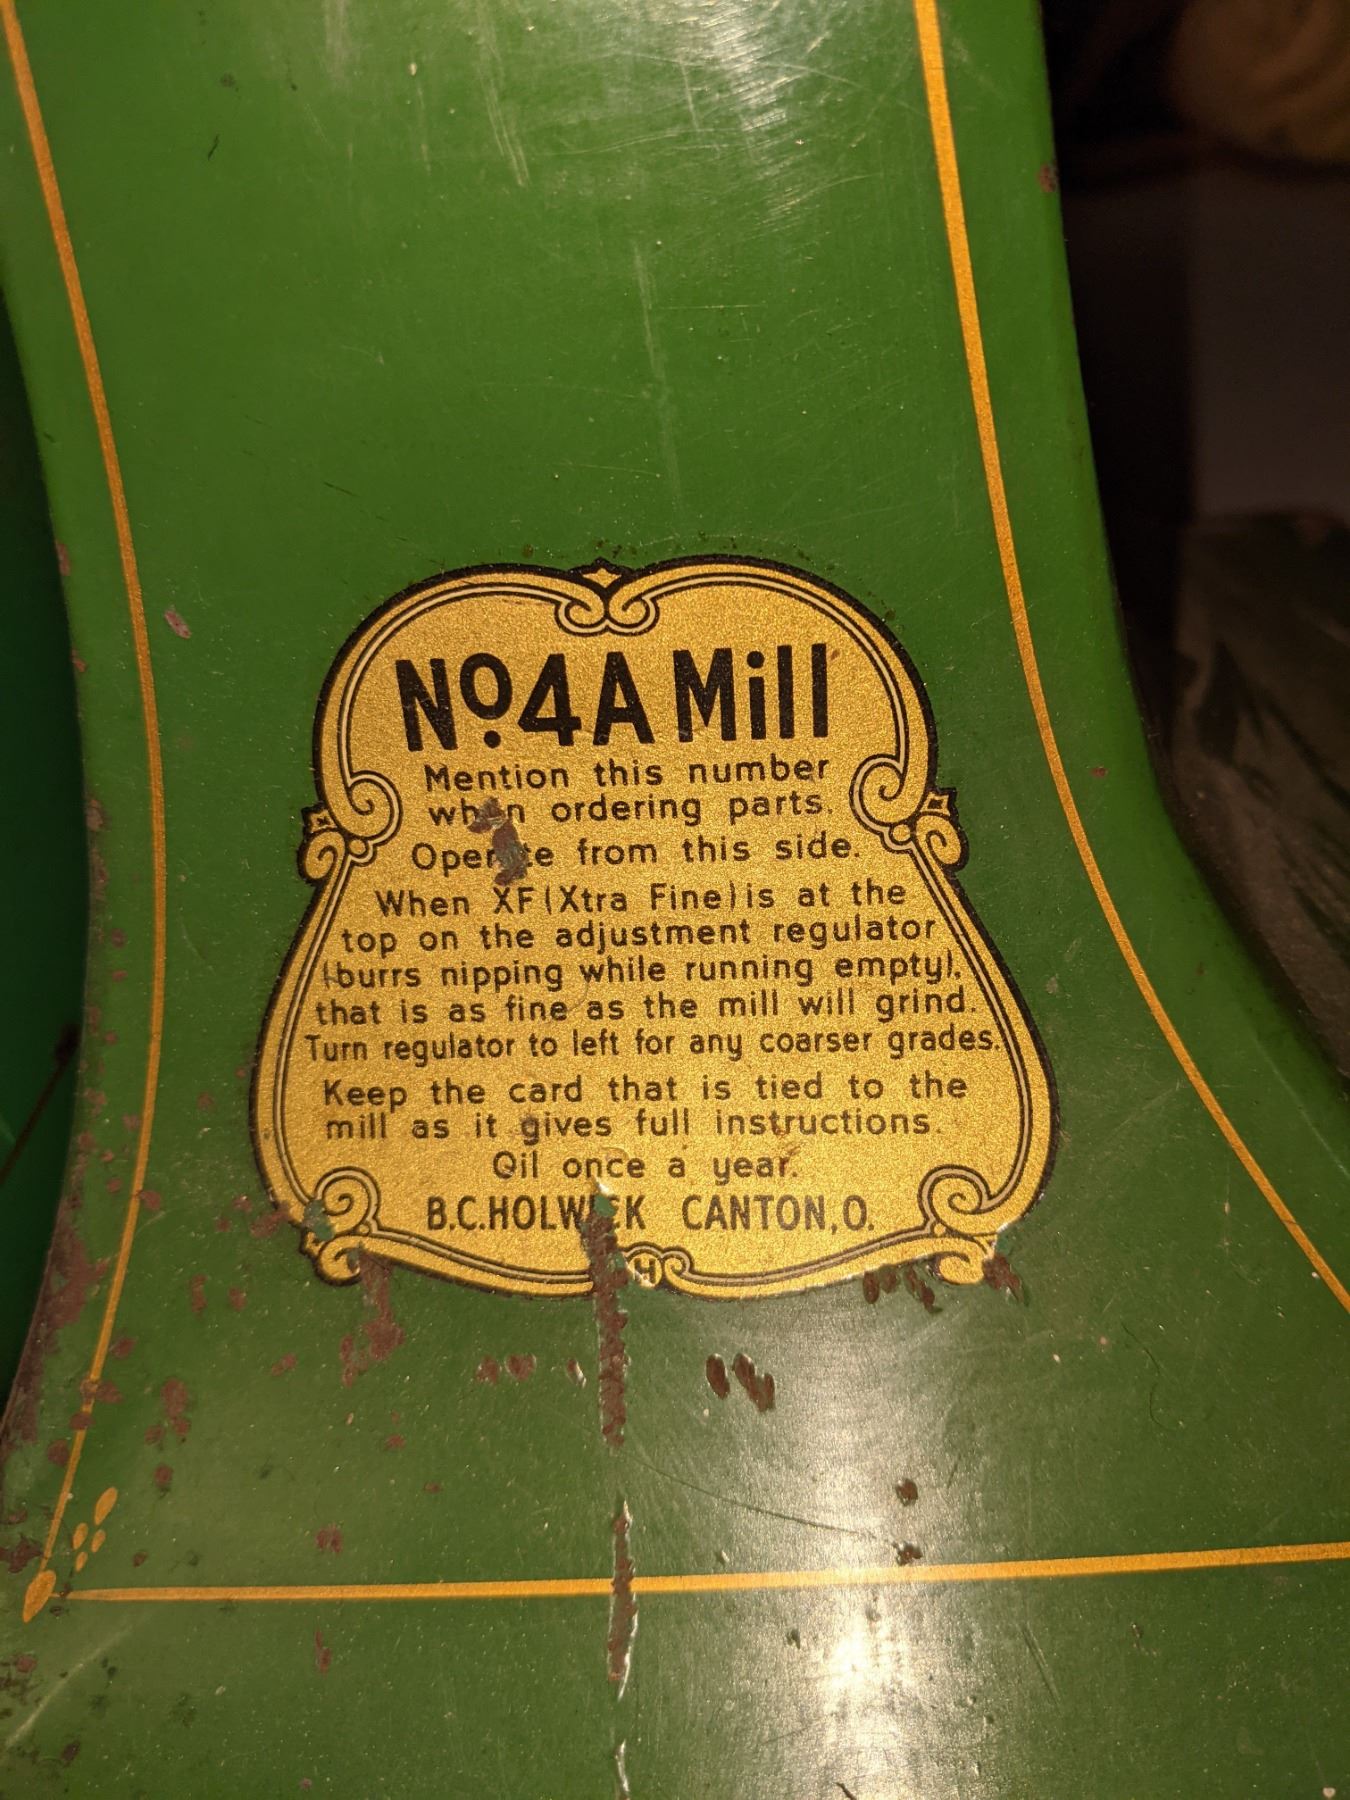 No. 4A Mill
Mention this number
when ordering parts.
Operate from this side.
When XF (Xtra Fine) is at the
top on the adjustment regulator
(burrs nipping while running empty),
that is as fine as the mill will grind.
Turn regulator to left for any coarser grades.
Keep the card that is tied to the
mill as it gives full instructions.
Oil once a year.
B.C. HOLWICK CANTON, O.
H